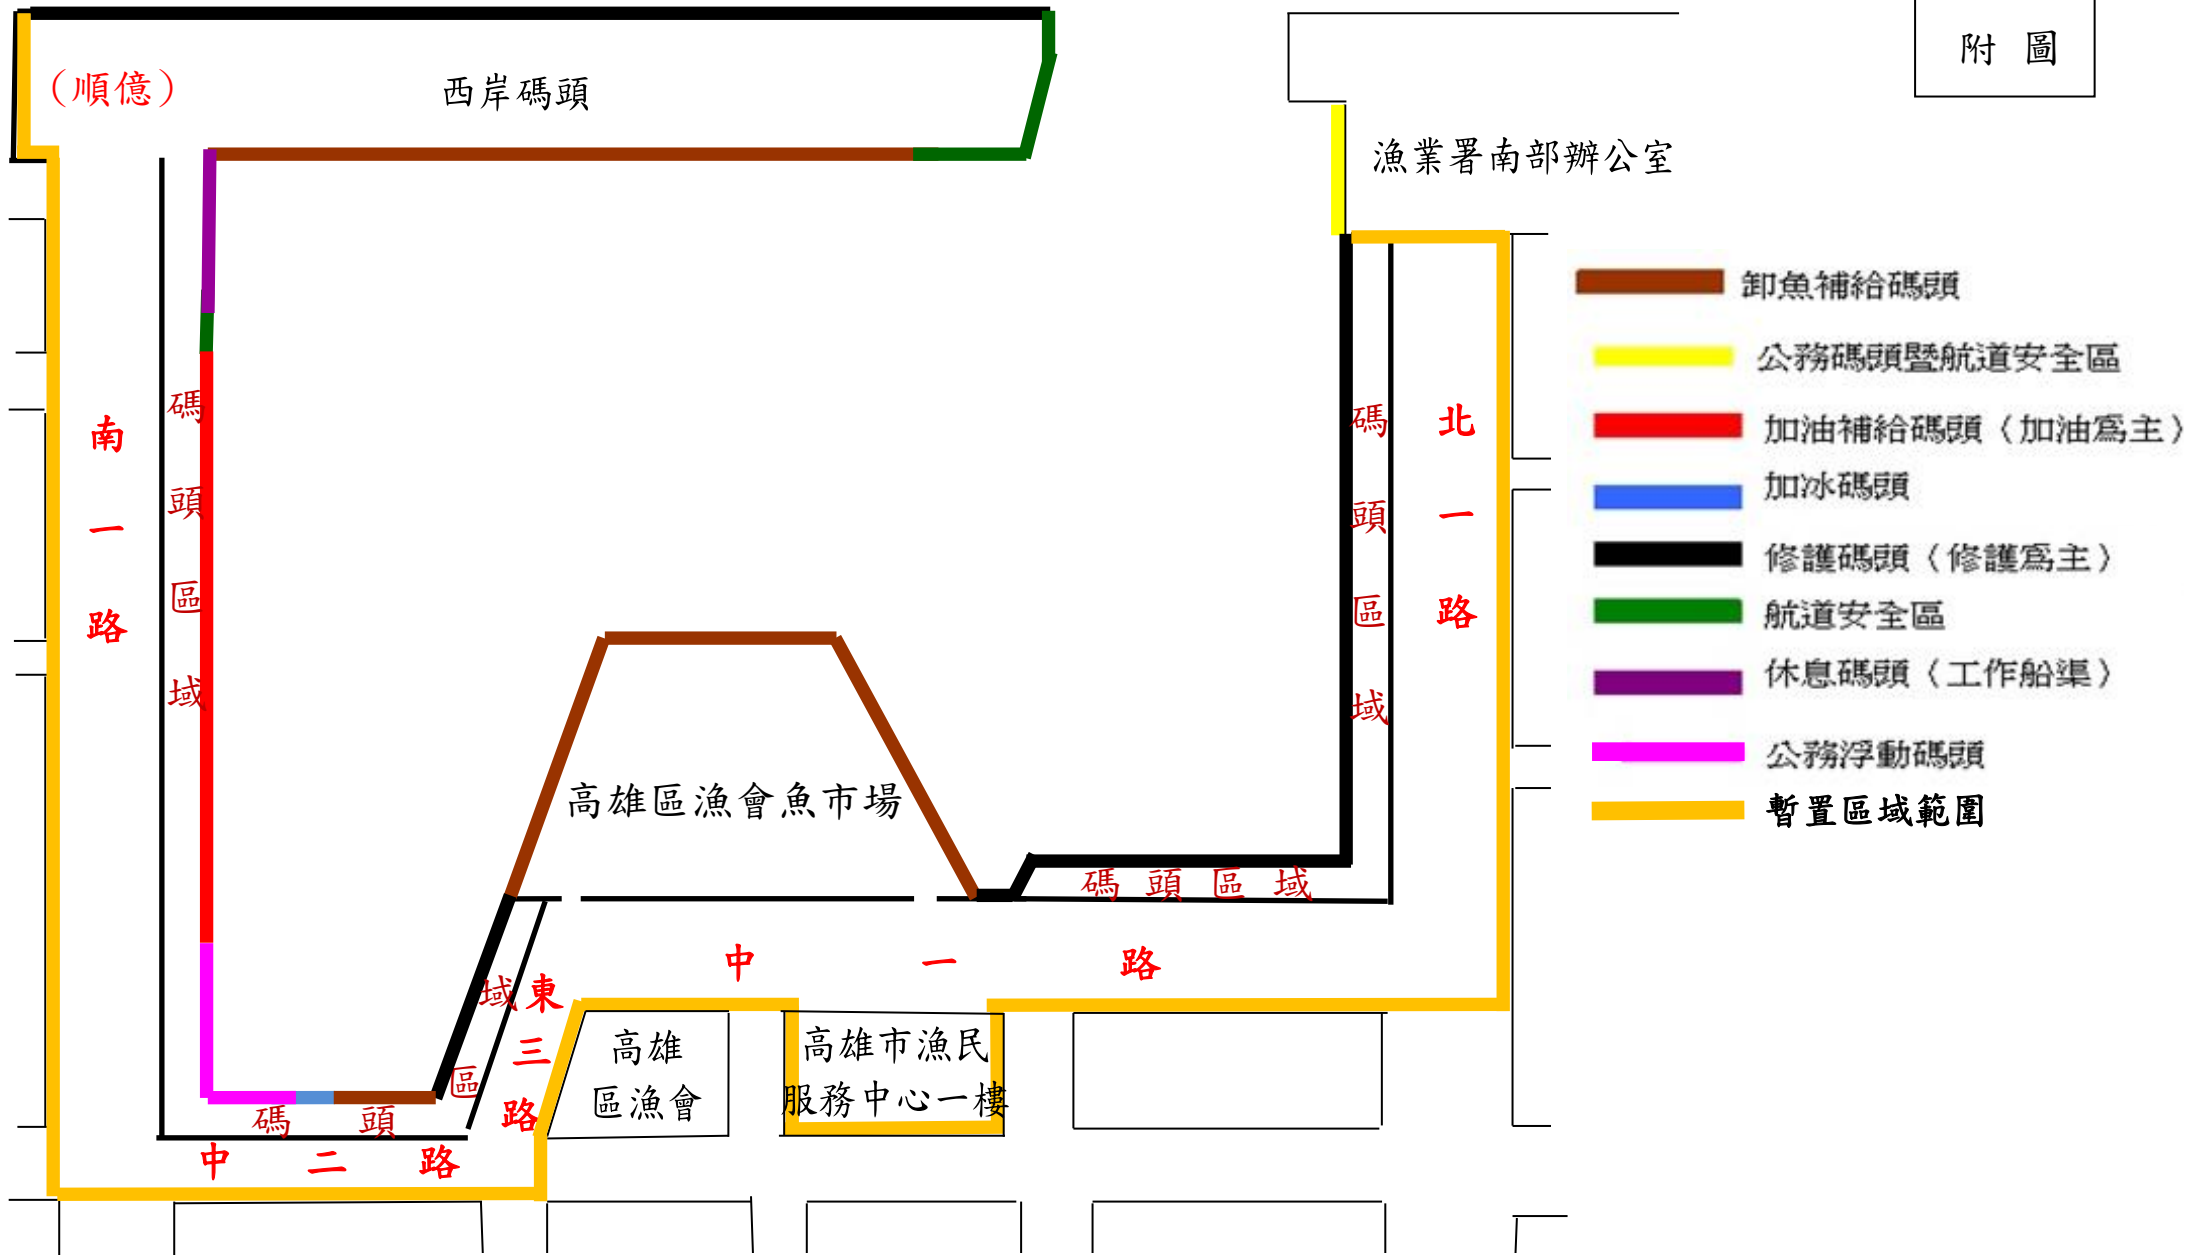 附 圖
(順億)
西岸碼頭
漁業署南部辦公室
卸魚補給碼頭
公務碼頭暨航道安全區
加油補給碼頭（加油為主）
加冰碼頭
修護碼頭（修護為主）
航道安全區
休息碼頭（工作船渠）
公務浮動碼頭
暫置區域範圍
南一路
碼頭區域
碼頭區域
北一路
高雄區漁會魚市場
碼頭區域
中一路
東三路
碼頭區域
中二路
高雄
區漁會
高雄市漁民
服務中心一樓